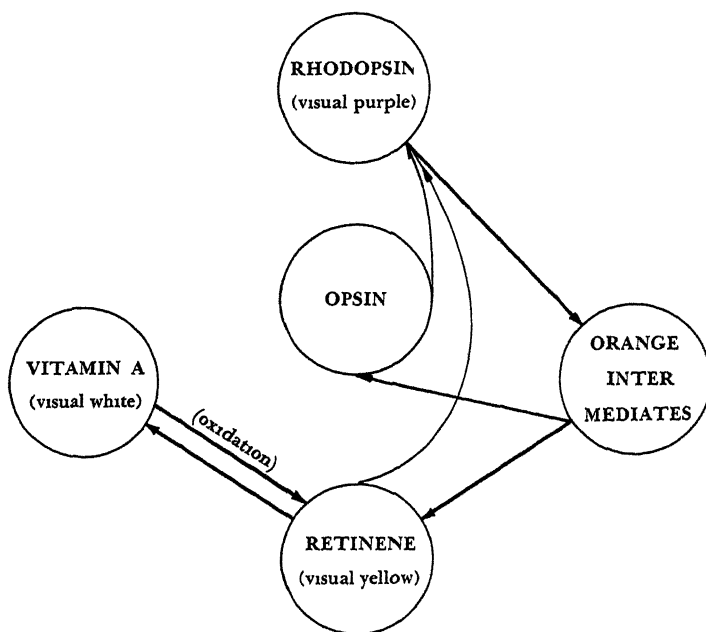 RHODOPSIN
(visual purple)
OPSIN
VITAMIN A
(visual white)
(oxidation)
ORANGE
INTER
MEDIATES
RETINENE
(visual yellow)